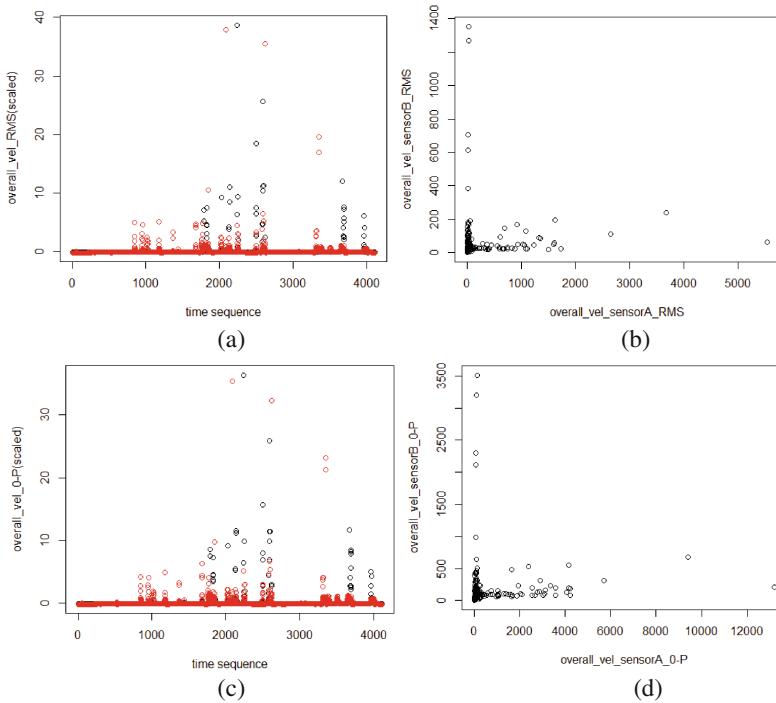 overall_vel_RMS(scaled)
0 10 20 30 40
0 1000 2000 3000 4000
time sequence
(a)
overall_vel_sensorB_RMS
0 200 600 1000 1400
0 1000 2000 3000 4000 5000
overall_vel_sensorA_RMS
(b)
overall_vel_0-P(scaled)
0 10 20 30
0 1000 2000 3000 4000
time sequence
(c)
overall_vel_sensorB_0-P
0 500 1500 2500 3500
0 2000 4000 6000 8000 10000 12000
overall_vel_sensorA_0-P
(d)